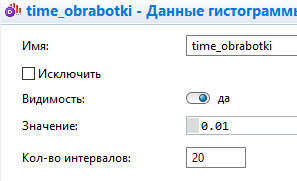 time_obrabotki - Данные гистограммы
Имя: time_obrabotki
Исключить
Видимость: да
Значение: 0.01
Кол-во интервалов: 20